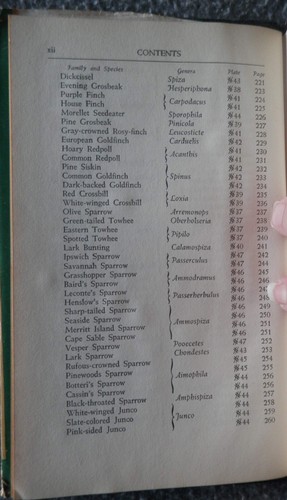 xii CONTENTS
Family and Species Genera Plate Page
Dickcissel Spiza #43 221
Evening Grosbeak Hesperiphona #38 223
Purple Finch #41 224
House Finch Carpodacus #41 225
Morellet Seedeater Sporophila #44 226
Pine Grosbeak Pinicola #39 227
Gray-crowned Rosy-finch Leucosticte #41 228
European Goldfinch Carduelis #42 229
Hoary Redpoll #41 230
Common Redpoll Acanthis #41 231
Pine Siskin #42 232
Common Goldfinch Spinus #42 233
Dark-backed Goldfinch #42 234
Red Crossbill #39 235
White-winged Crossbill Loxia #39 236
Olive Sparrow Arremonops #37 237
Green-tailed Towhee Oberholseria #37 238
Eastern Towhee #37 239
Spotted Towhee Pipilo #37 240
Lark Bunting Calamospiza #40 241
Ipswich Sparrow #47 242
Savannah Sparrow Passerculus #47 244
Grasshopper Sparrow #46 245
Baird's Sparrow Ammodramus #46 246
Leconte's Sparrow #46 247
Henslow's Sparrow Passerherbulus #46 248
Sharp-tailed Sparrow #46 249
Seaside Sparrow #46 250
Merritt Island Sparrow Ammospiza #46 251
Cape Sable Sparrow #46 251
Vesper Sparrow Pooecetes #47 252
Lark Sparrow Chondestes #43 253
Rufous-crowned Sparrow #45 254
Pinewoods Sparrow #45 255
Botteri's Sparrow Aimophila #44 256
Cassin's Sparrow #44 257
Black-throated Sparrow Amphispiza #44 258
White-winged Junco #44 259
Slate-colored Junco Junco #44 260
Pink-sided Junco